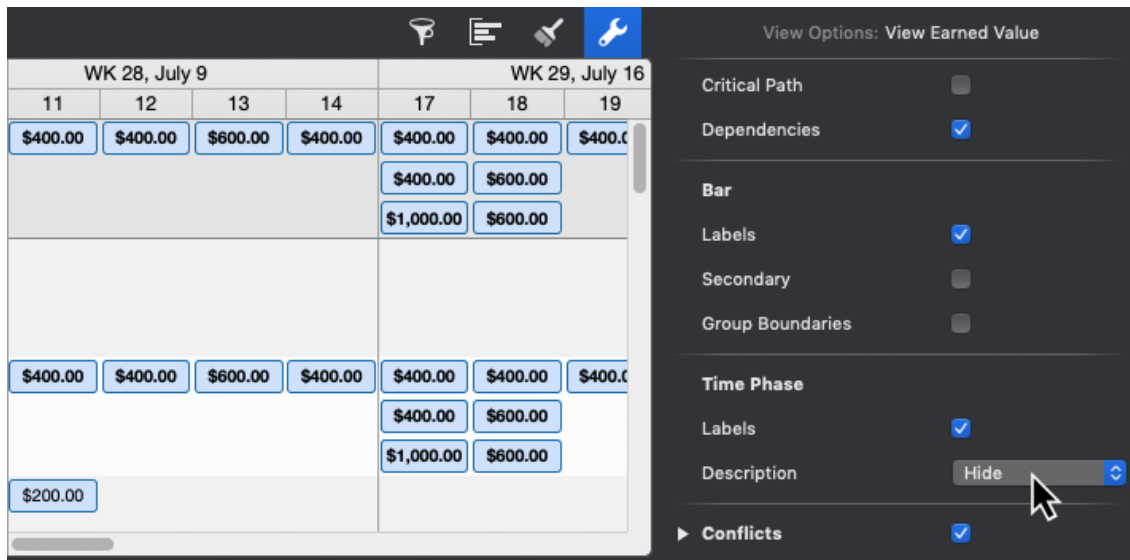 View Options: View Earned Value
WK 28, July 9 WK 29, July 16
11 12 13 14 17 18 19
$400.00 $400.00 $600.00 $400.00 $400.00 $400.00 $400.0
$400.00 $600.00
$1,000.00 $600.00
$400.00 $400.00 $600.00 $400.00 $400.00 $400.00 $400.0
$400.00 $600.00
$1,000.00 $600.00
$200.00
Critical Path
Dependencies
Bar
Labels
Secondary
Group Boundaries
Time Phase
Labels
Description Hide
Conflicts